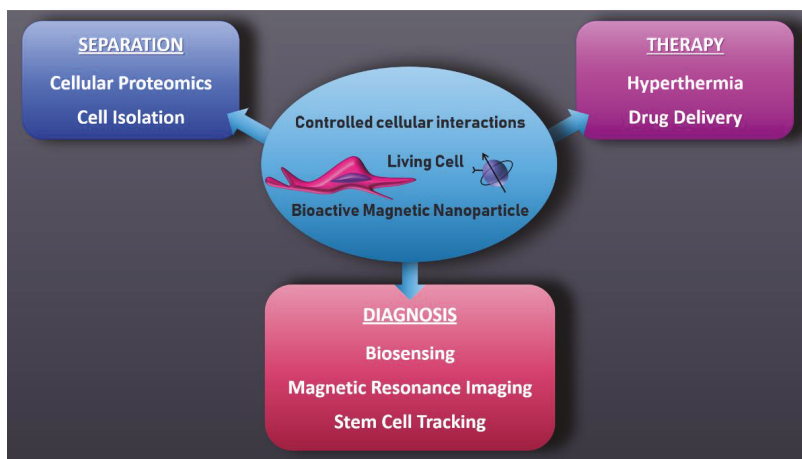 SEPARATION
Cellular Proteomics
Cell Isolation
THERAPY
Hyperthermia
Drug Delivery
Controlled cellular interactions
Living Cell
Bioactive Magnetic Nanoparticle
DIAGNOSIS
Biosensing
Magnetic Resonance Imaging
Stem Cell Tracking